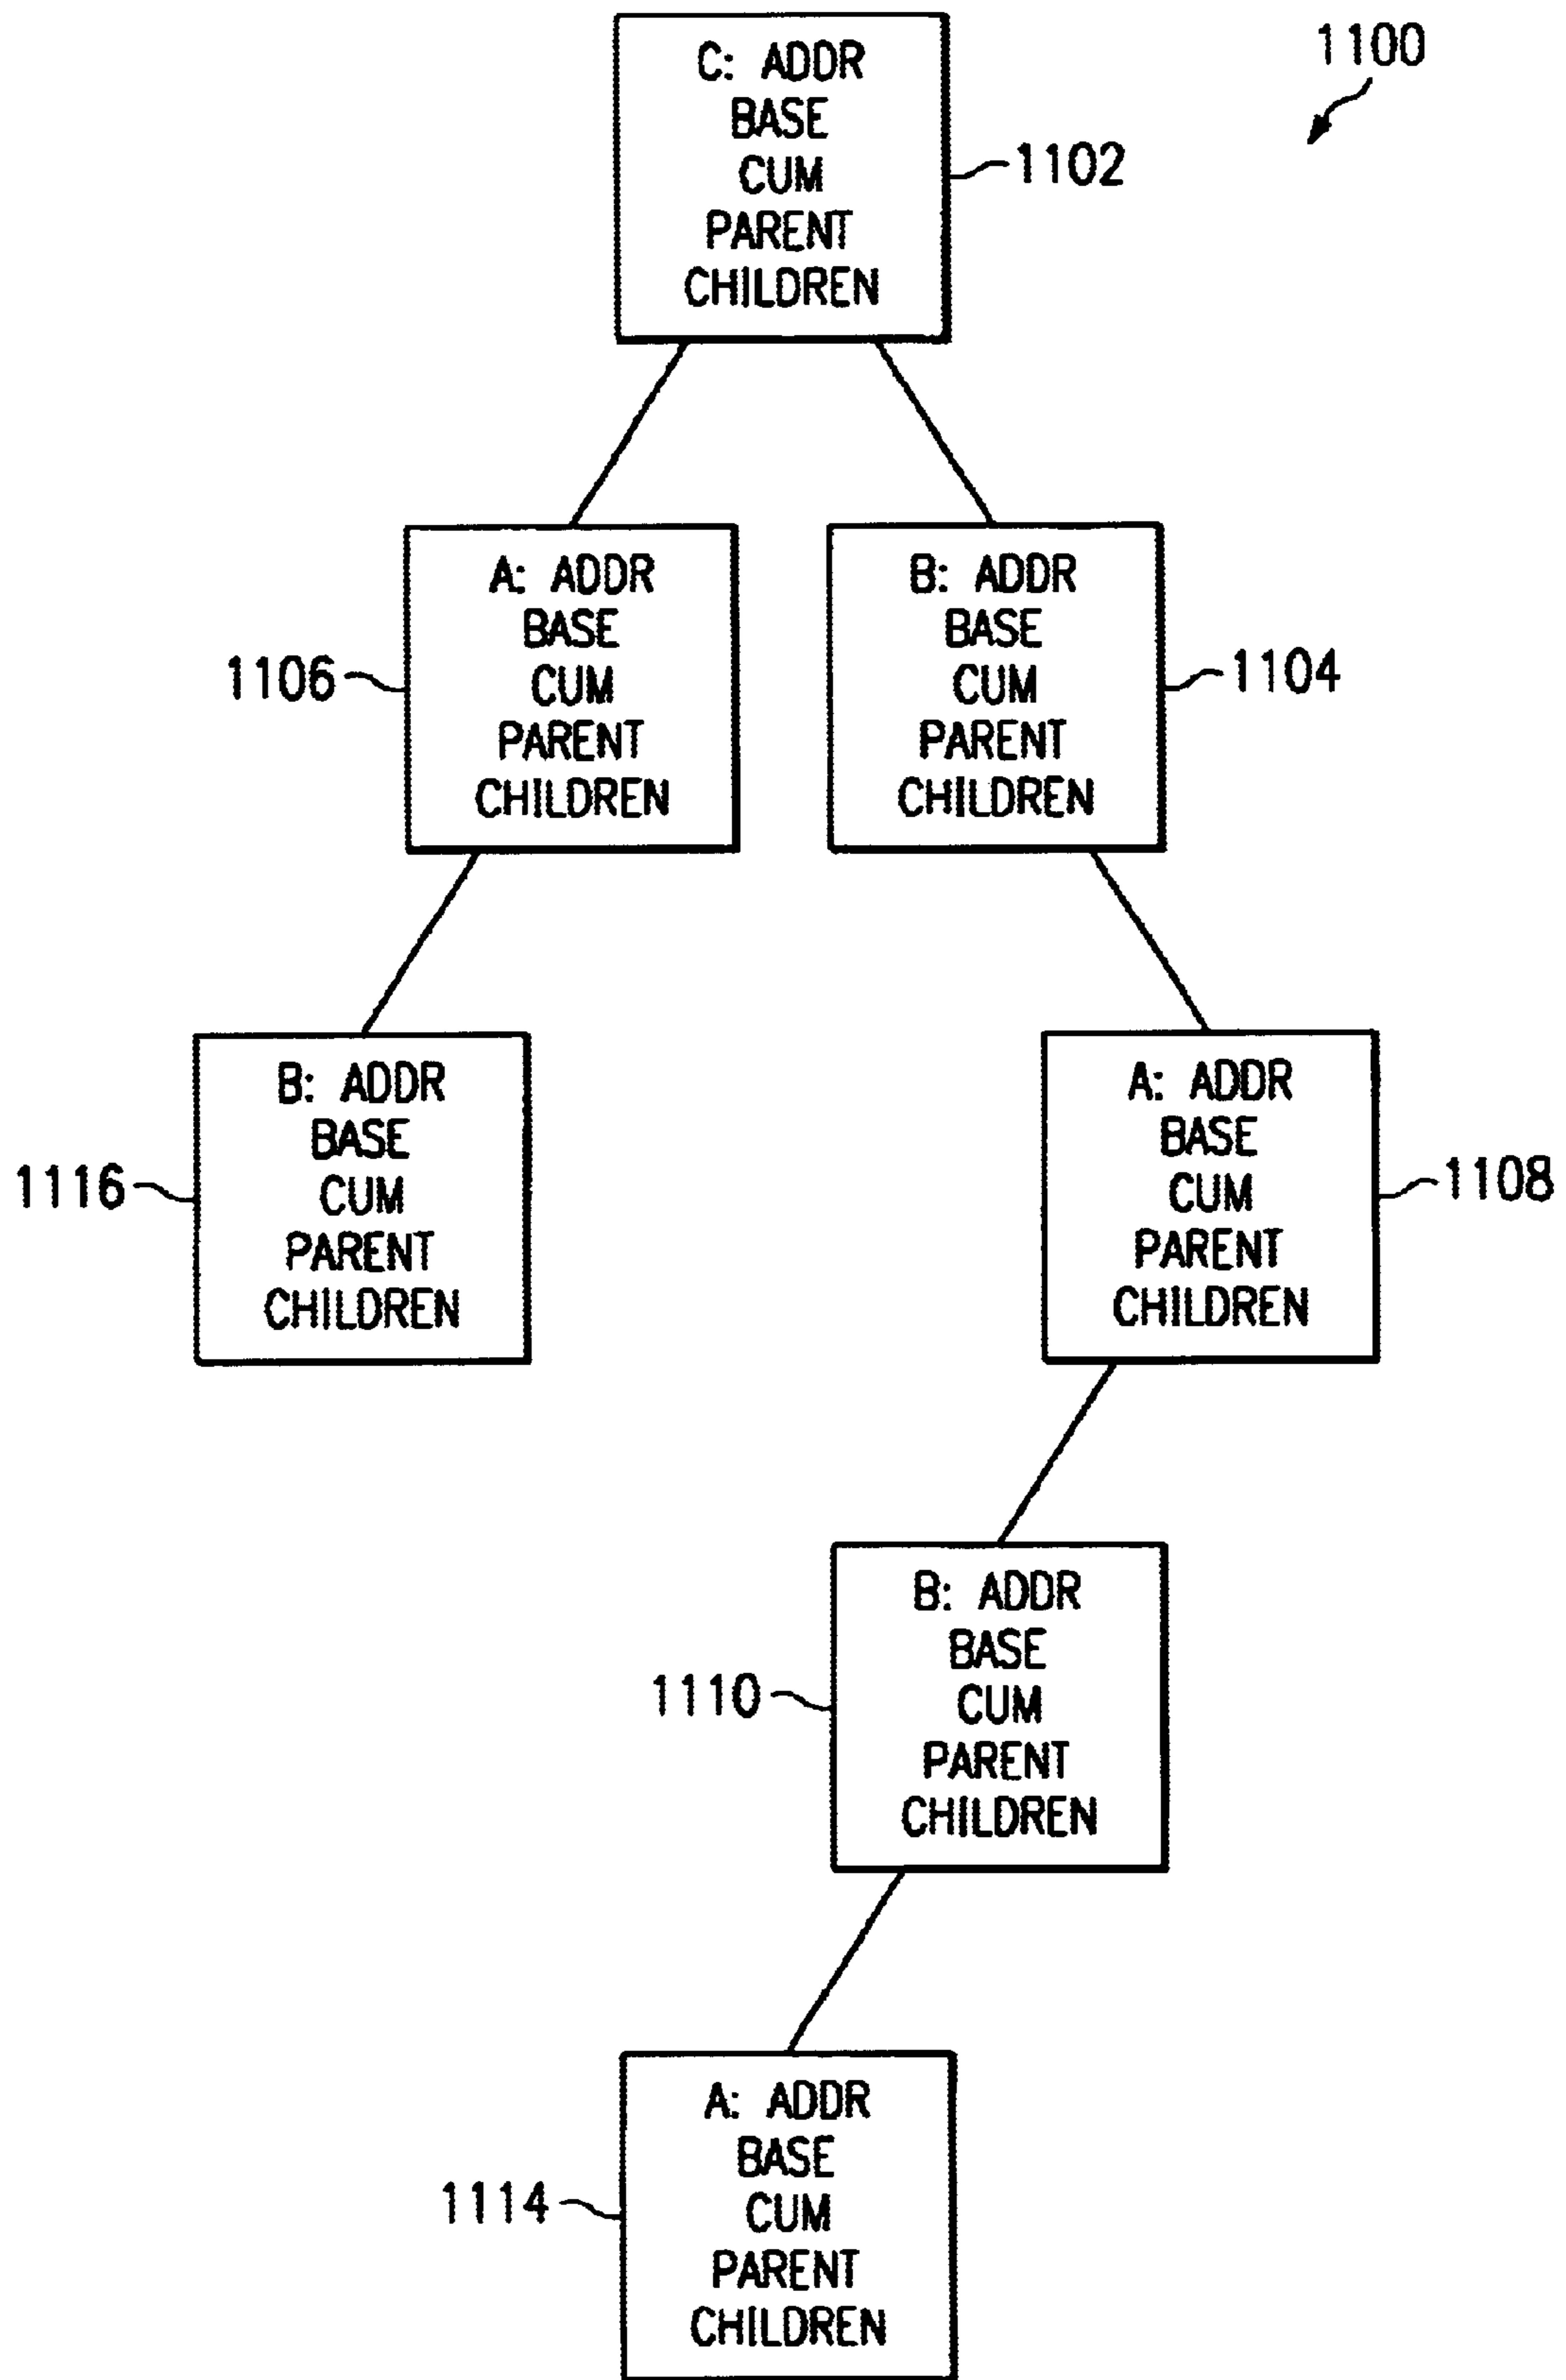 1100
C: ADDR
BASE
CUM
PARENT
CHILDREN
1102
A: ADDR
BASE
CUM
PARENT
CHILDREN
1106
B: ADDR
BASE
CUM
PARENT
CHILDREN
1104
B: ADDR
BASE
CUM
PARENT
CHILDREN
1116
A: ADDR
BASE
CUM
PARENT
CHILDREN
1108
B: ADDR
BASE
CUM
PARENT
CHILDREN
1110
A: ADDR
BASE
CUM
PARENT
CHILDREN
1114